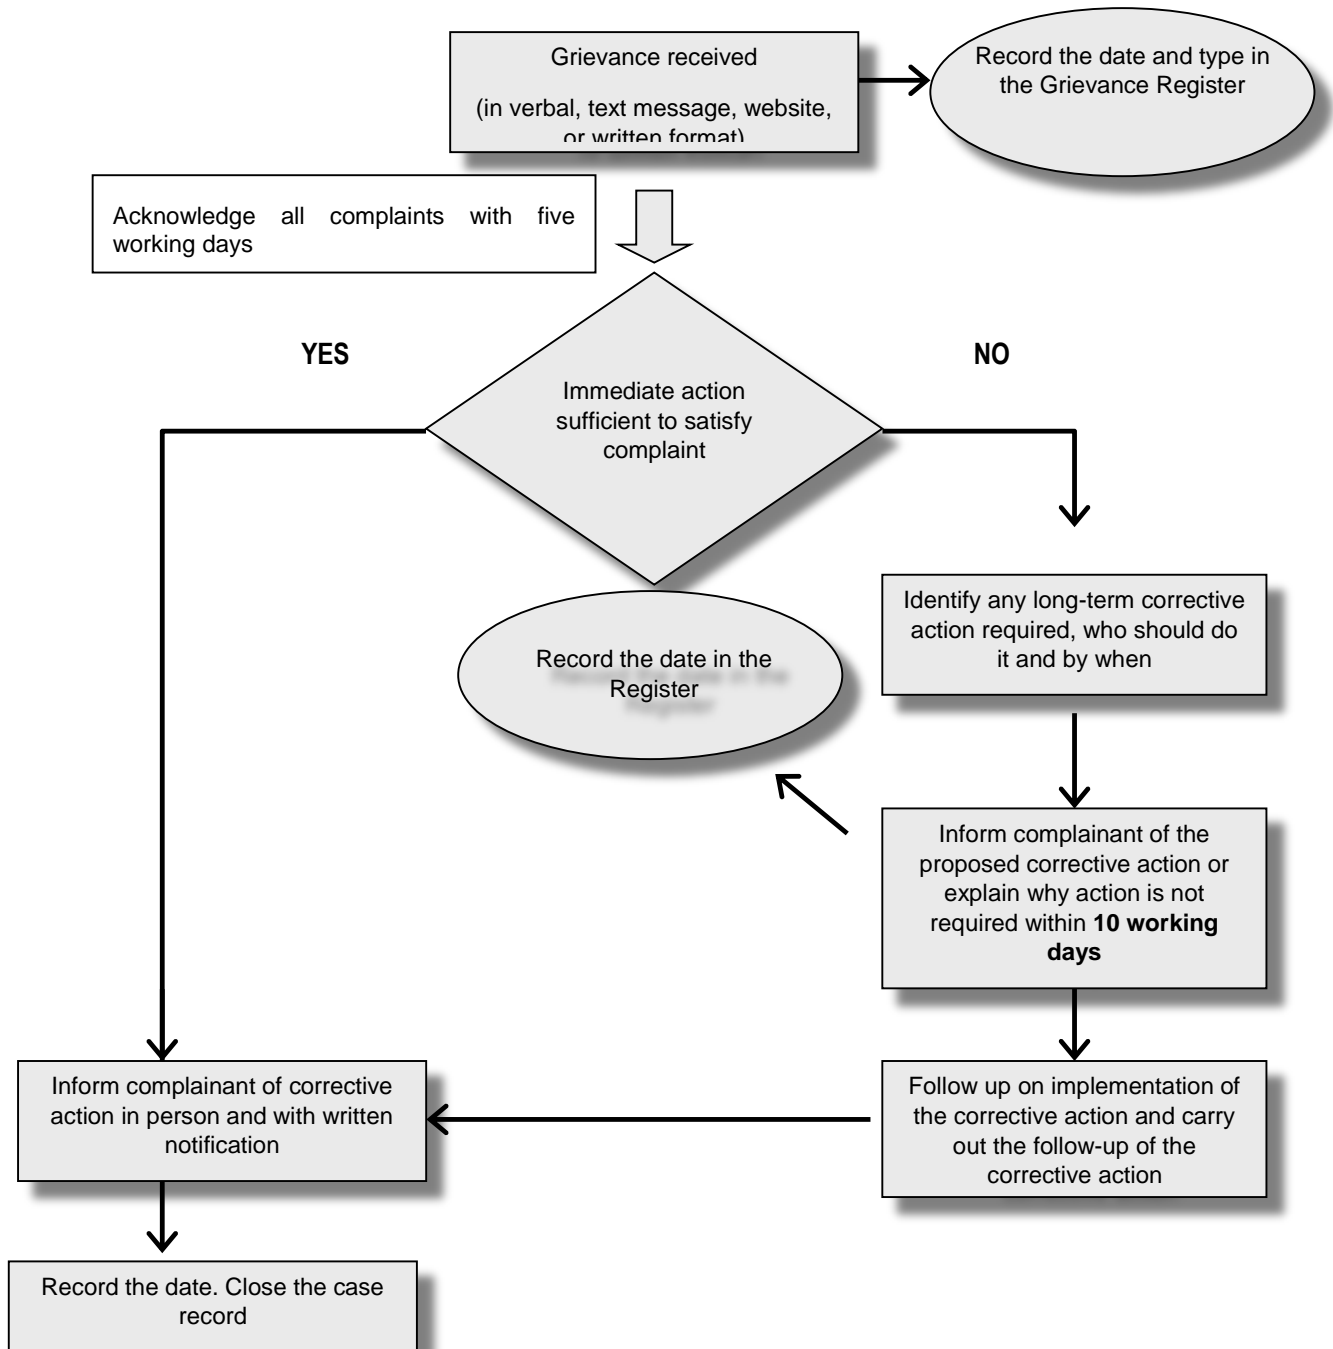 Grievance received
(in verbal, text message, website,
or written format)
Record the date and type in
the Grievance Register
Acknowledge all complaints with five
working days
YES
NO
Immediate action
sufficient to satisfy
complaint
Identify any long-term corrective
action required, who should do
it and by when
Record the date in the
Register
Inform complainant of the
proposed corrective action or
explain why action is not
required within 10 working
days
Inform complainant of corrective
action in person and with written
notification
Follow up on implementation of
the corrective action and carry
out the follow-up of the
corrective action
Record the date. Close the case
record